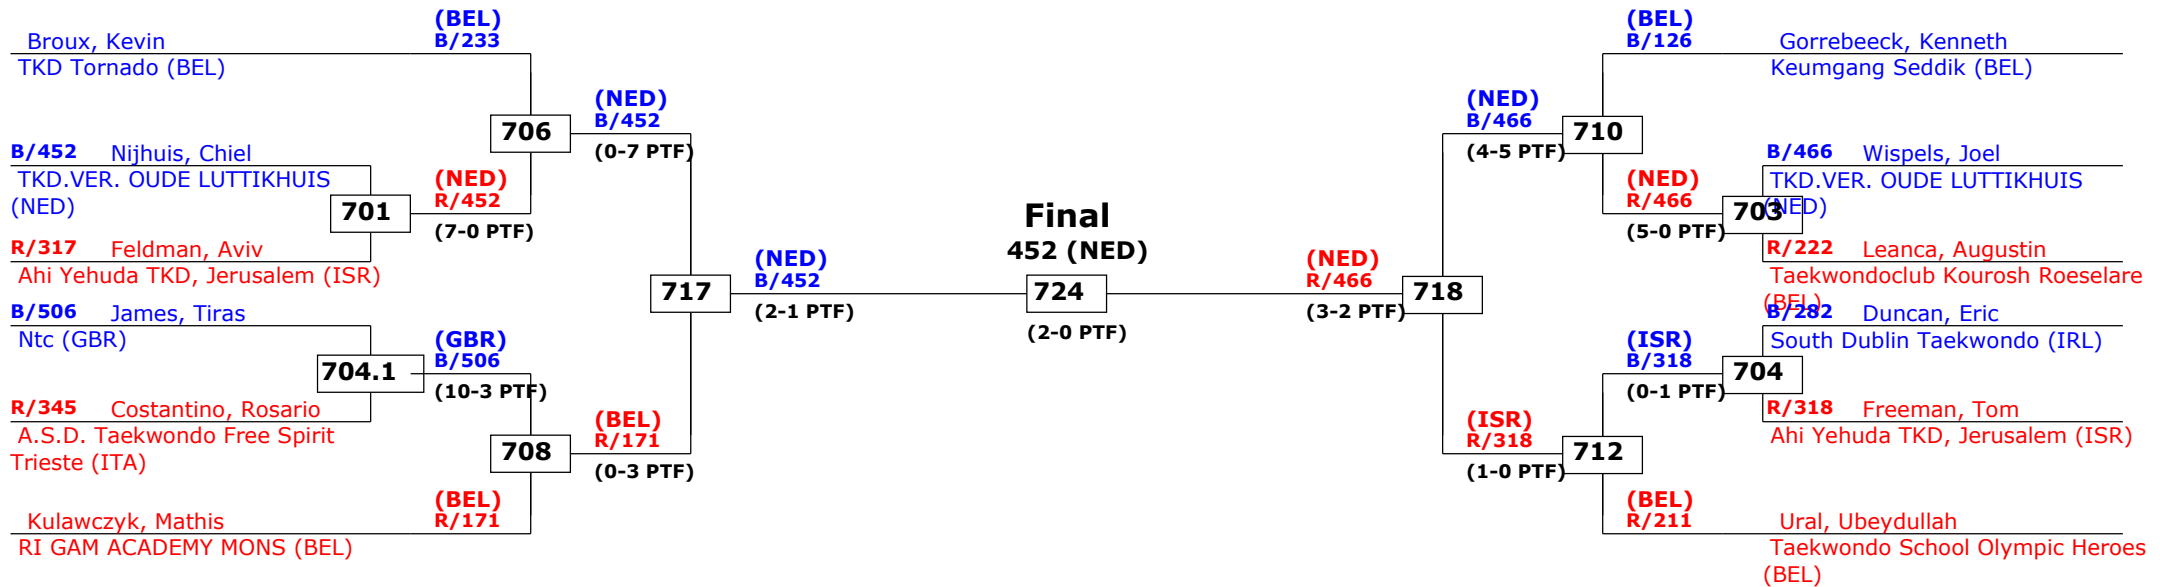 (BEL)
B/233
Broux, Kevin
TKD Tornado (BEL)
706
(NED)
B/452
(0-7 PTF)
B/452 Nijhuis, Chiel
TKD.VER. OUDE LUTTIKHUIS
(NED)
701
(NED)
R/452
(7-0 PTF)
R/317 Feldman, Aviv
Ahi Yehuda TKD, Jerusalem (ISR)
717
(NED)
B/452
(2-1 PTF)
B/506 James, Tiras
Ntc (GBR)
704.1
(GBR)
B/506
(10-3 PTF)
R/345 Costantino, Rosario
A.S.D. Taekwondo Free Spirit
Trieste (ITA)
708
(BEL)
R/171
(0-3 PTF)
(BEL)
R/171
Kulawczyk, Mathis
RI GAM ACADEMY MONS (BEL)
Final
452 (NED)
724
(2-0 PTF)
(NED)
R/466
(3-2 PTF)
718
(NED)
B/466
(4-5 PTF)
710
(BEL)
B/126
Gorrebeeck, Kenneth
Keumgang Seddik (BEL)
B/466 Wispels, Joel
TKD.VER. OUDE LUTTIKHUIS
(NED)
703
(NED)
R/466
(5-0 PTF)
R/222 Leanca, Augustin
Taekwondoclub Kourosh Roeselare
(BEL)
B/282 Duncan, Eric
South Dublin Taekwondo (IRL)
704
(ISR)
B/318
(0-1 PTF)
R/318 Freeman, Tom
Ahi Yehuda TKD, Jerusalem (ISR)
712
(ISR)
R/318
(1-0 PTF)
(BEL)
R/211
Ural, Ubeydullah
Taekwondo School Olympic Heroes
(BEL)